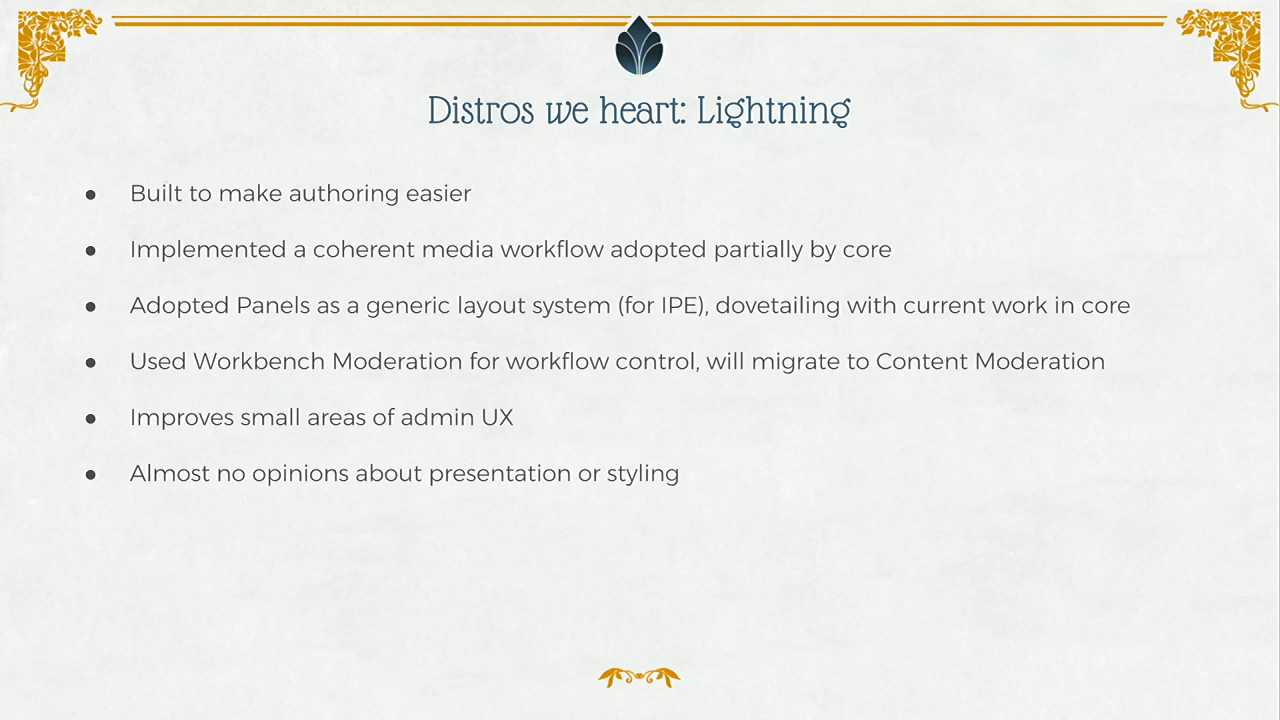 Distros we heart: Lightning
● Built to make authoring easier
● Implemented a coherent media workflow adopted partially by core
● Adopted Panels as a generic layout system (for IPE), dovetailing with current work in core
● Used Workbench Moderation for workflow control, will migrate to Content Moderation
● Improves small areas of admin UX
● Almost no opinions about presentation or styling